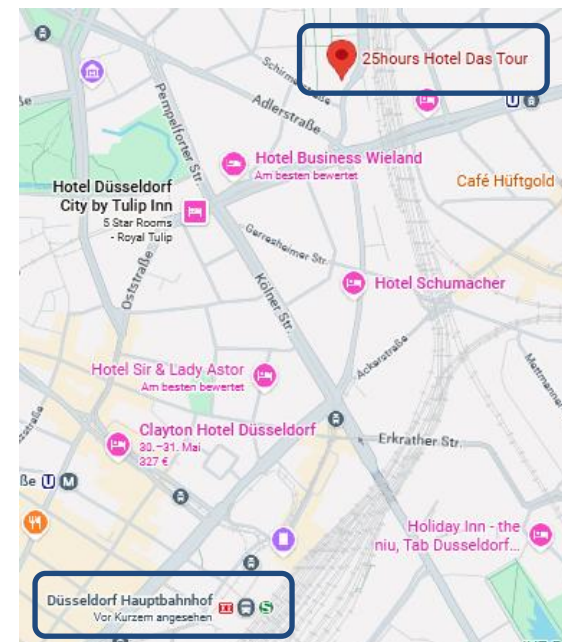 25hours Hotel Das Tour
Schirmerstraße
Adlerstraße
Pempelforter Str.
U
Hotel Business Wieland
Am besten bewertet
Café Hüftgold
Hotel Düsseldorf
City by Tulip Inn
5 Star Rooms
- Royal Tulip
Gerresheimer Str.
Oststraße
Kölner Str.
Hotel Schumacher
Ackerstraße
Hotel Sir & Lady Astor
Am besten bewertet
Clayton Hotel Düsseldorf
30.–31. Mai
327 €
Erkrather Str.
ße U M
Holiday Inn - the
niu, Tab Dusseldorf...
Düsseldorf Hauptbahnhof
S
Vor Kurzem angesehen